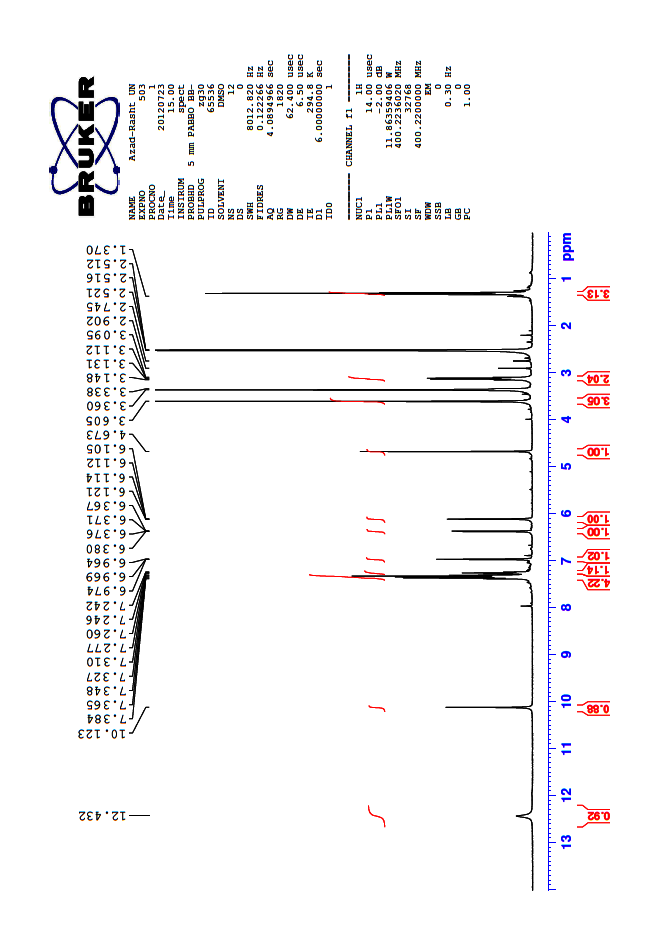 BRUKER
NAME Azad-Rasht UN
EXPNO 503
PROCNO 1
Date_ 20120723
Time 15.00
INSTRUM spect
PROBHD 5 mm PABBO BB-
PULPROG zg30
TD 65536
SOLVENT DMSO
NS 12
DS 0
SWH 8012.820 Hz
FIDRES 0.122266 Hz
AQ 4.0894966 sec
RG 1820
DW 62.400 usec
DE 6.50 usec
TE 294.8 K
D1 6.00000000 sec
TD0 1
======== CHANNEL f1 ========
NUC1 1H
P1 14.00 usec
PL1 -2.00 dB
PL1W 11.86359406 W
SFO1 400.2236020 MHz
SI 32768
SF 400.2200000 MHz
WDW EM
SSB 0
LB 0.30 Hz
GB 0
PC 1.00
1.370
2.512
2.516
2.521
2.745
2.902
3.095
3.112
3.131
3.148
3.338
3.360
3.605
4.673
6.105
6.112
6.114
6.121
6.367
6.371
6.376
6.380
6.964
6.969
6.974
7.242
7.246
7.260
7.277
7.310
7.327
7.348
7.365
7.384
10.123
12.432
ppm
1
2
3
4
5
6
7
8
9
10
11
12
13
3.13
2.04
3.05
1.00
1.00
1.00
1.02
1.14
4.22
0.88
0.92